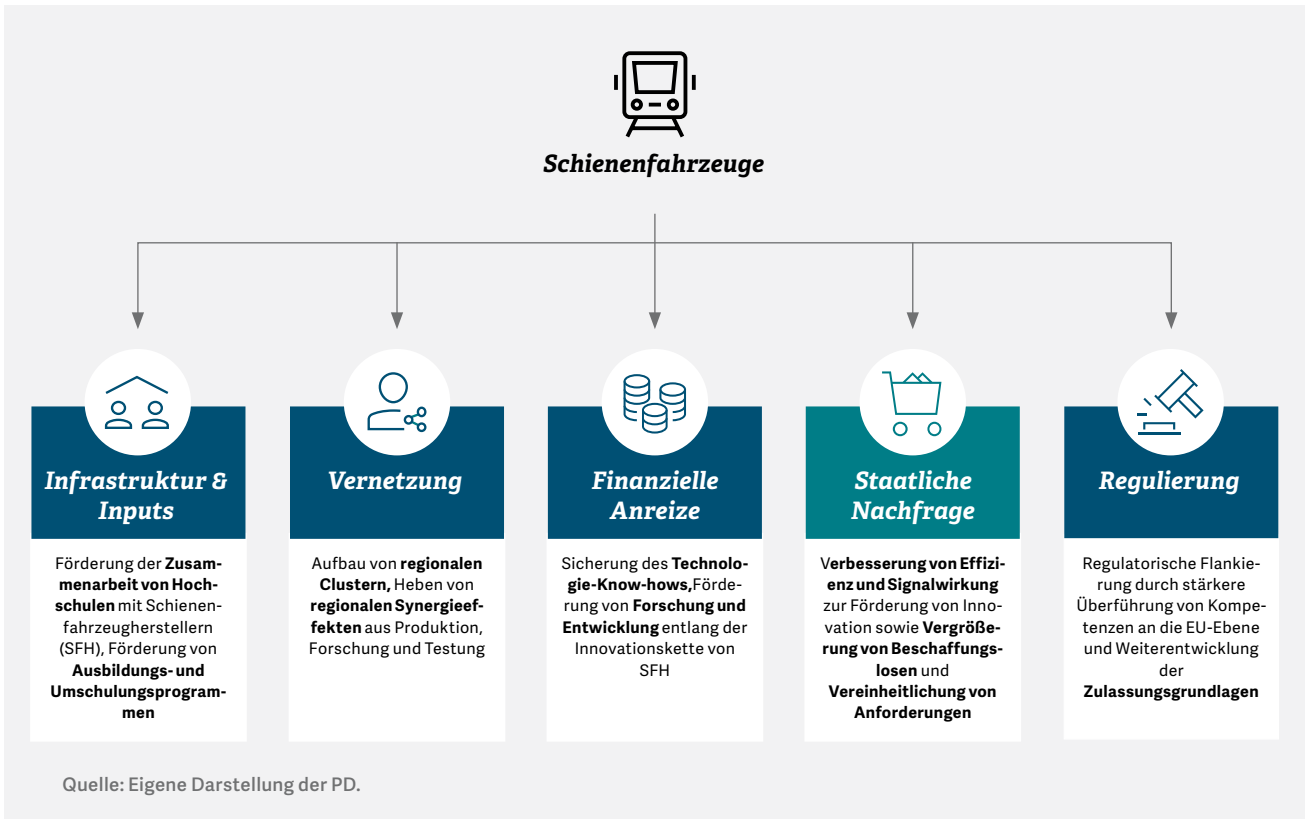 Schienenfahrzeuge
Infrastruktur &
Inputs
Förderung der Zusam-
menarbeit von Hoch-
schulen mit Schienen-
fahrzeugherstellern
(SFH), Förderung von
Ausbildungs- und
Umschulungsprogram-
men
Vernetzung
Aufbau von regionalen
Clustern, Heben von
regionalen Synergieef-
fekten aus Produktion,
Forschung und Testung
Finanzielle
Anreize
Sicherung des Technolo-
gie-Know-hows,Förde-
rung von Forschung und
Entwicklung entlang der
Innovationskette von
SFH
Staatliche
Nachfrage
Verbesserung von Effizi-
enz und Signalwirkung
zur Förderung von Inno-
vation sowie Vergröße-
rung von Beschaffungs-
losen und
Vereinheitlichung von
Anforderungen
Regulierung
Regulatorische Flankie-
rung durch stärkere
Überführung von Kompe-
tenzen an die EU-Ebene
und Weiterentwicklung
der
Zulassungsgrundlagen
Quelle: Eigene Darstellung der PD.